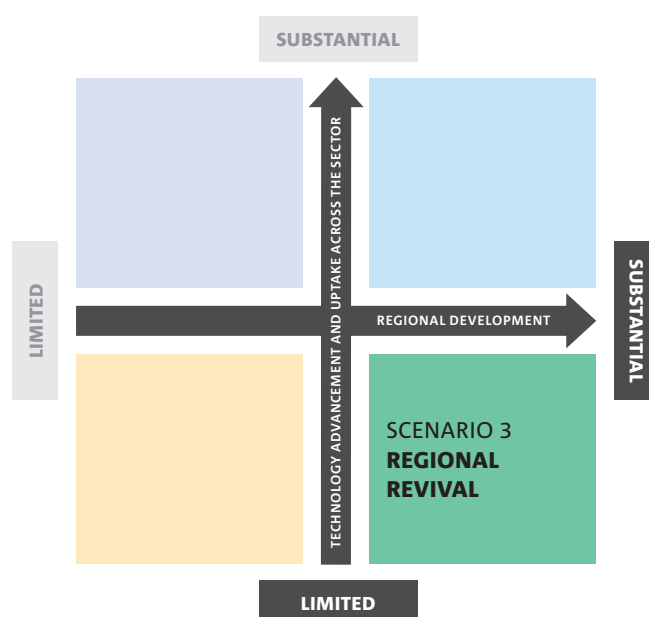 SUBSTANTIAL
TECHNOLOGY ADVANCEMENT AND UPTAKE ACROSS THE SECTOR
LIMITED
REGIONAL DEVELOPMENT
SUBSTANTIAL
SCENARIO 3
REGIONAL
REVIVAL
LIMITED